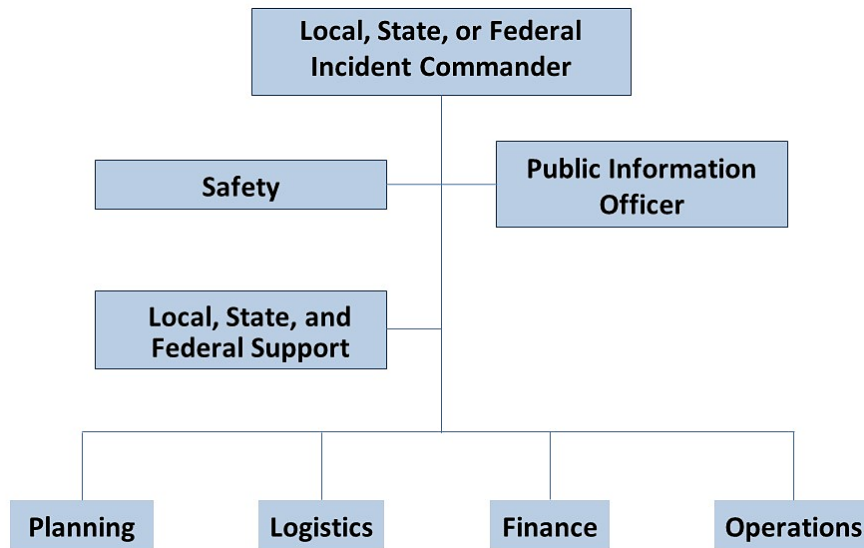 Local, State, or Federal
Incident Commander
Safety
Public Information
Officer
Local, State, and
Federal Support
Planning
Logistics
Finance
Operations